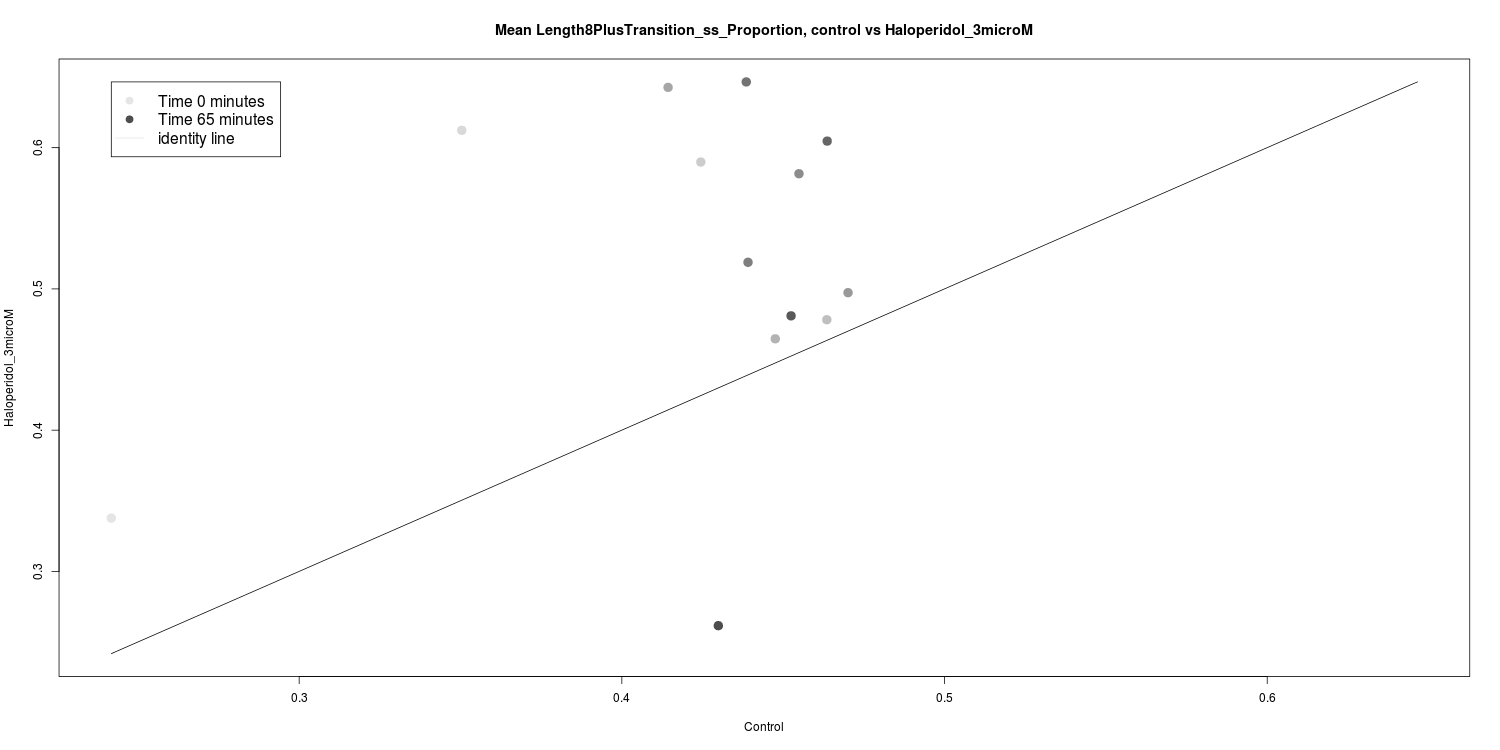 Mean Length8PlusTransition_ss_Proportion, control vs Haloperidol_3microM
Time 0 minutes
Time 65 minutes
identity line
Haloperidol_3microM
0.6
0.5
0.4
0.3
0.3
0.4
0.5
0.6
Control